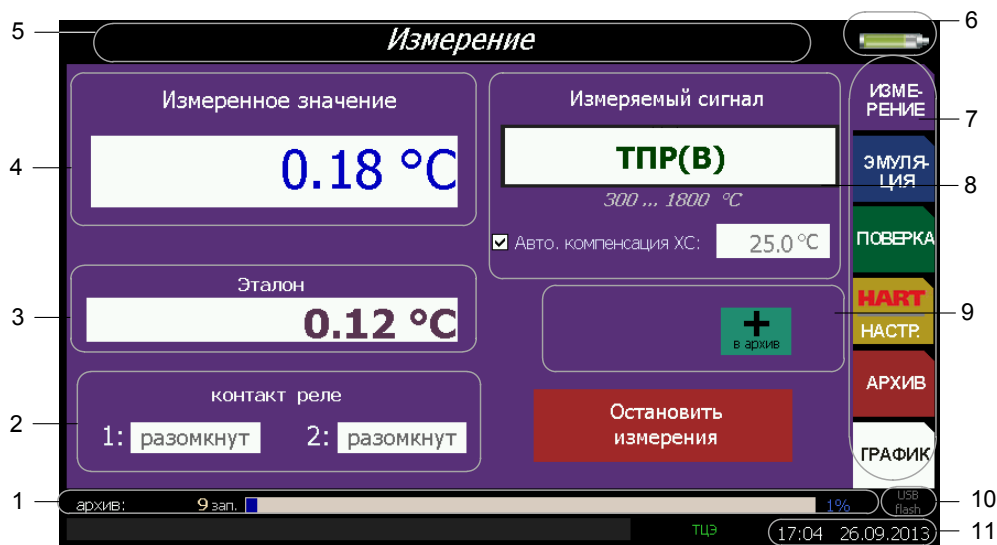 5
Измерение
6
Измеренное значение
4
0.18 °C
Эталон
3
0.12 °C
контакт реле
2
1: разомкнут 2: разомкнут
Измеряемый сигнал
ТПР(B)
8
300 ... 1800 °C
Авто. компенсация ХС: 25.0 °C
9
+
в архив
Остановить
измерения
ИЗМЕ-
РЕНИЕ
7
ЭМУЛЯ-
ЦИЯ
ПОВЕРКА
HART
НАСТР.
АРХИВ
ГРАФИК
1
архив: 9 зап. 1%
USB
flash
10
ТЦЭ
17:04 26.09.2013
11